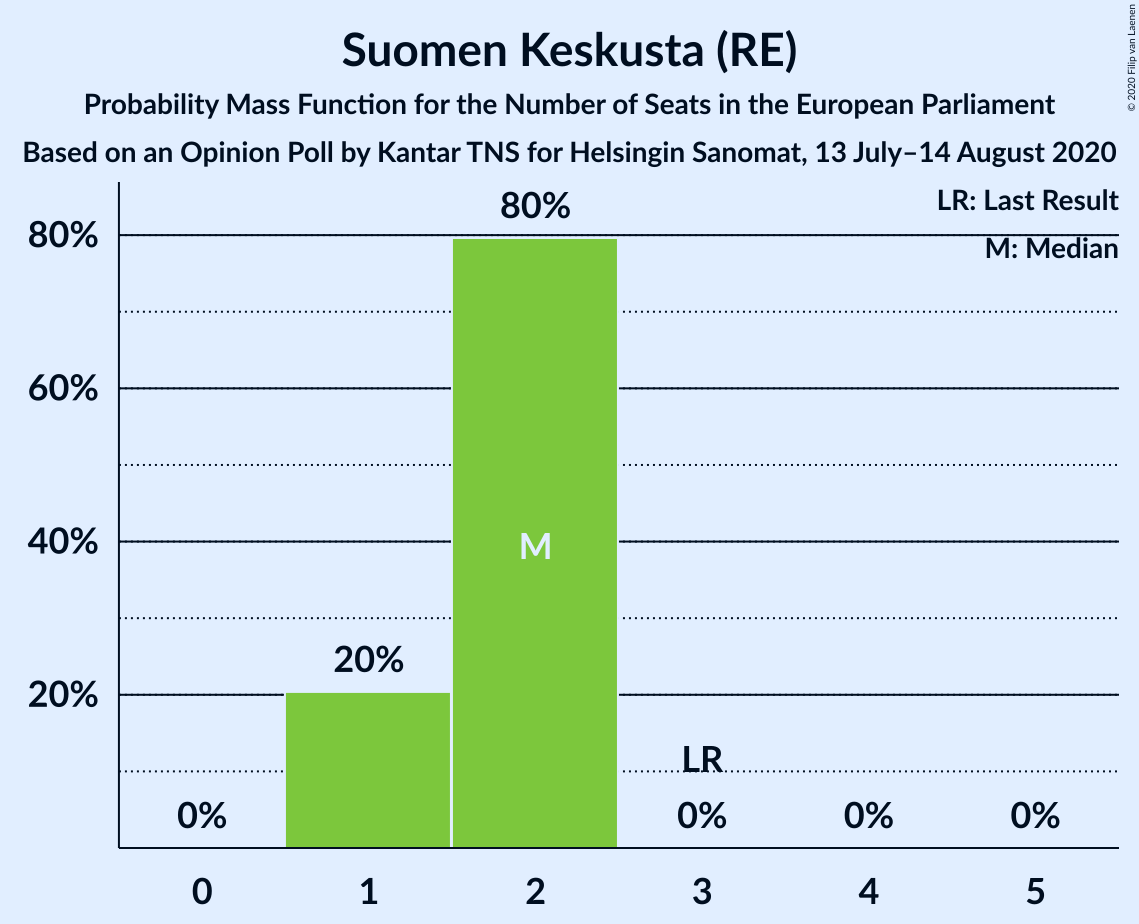 Suomen Keskusta (RE)
Probability Mass Function for the Number of Seats in the European Parliament
Based on an Opinion Poll by Kantar TNS for Helsingin Sanomat, 13 July–14 August 2020
© 2020 Filip van Laenen
LR: Last Result
M: Median
80%
60%
40%
20%
0%
20%
80%
M
LR
0%
0%
0%
0 1 2 3 4 5